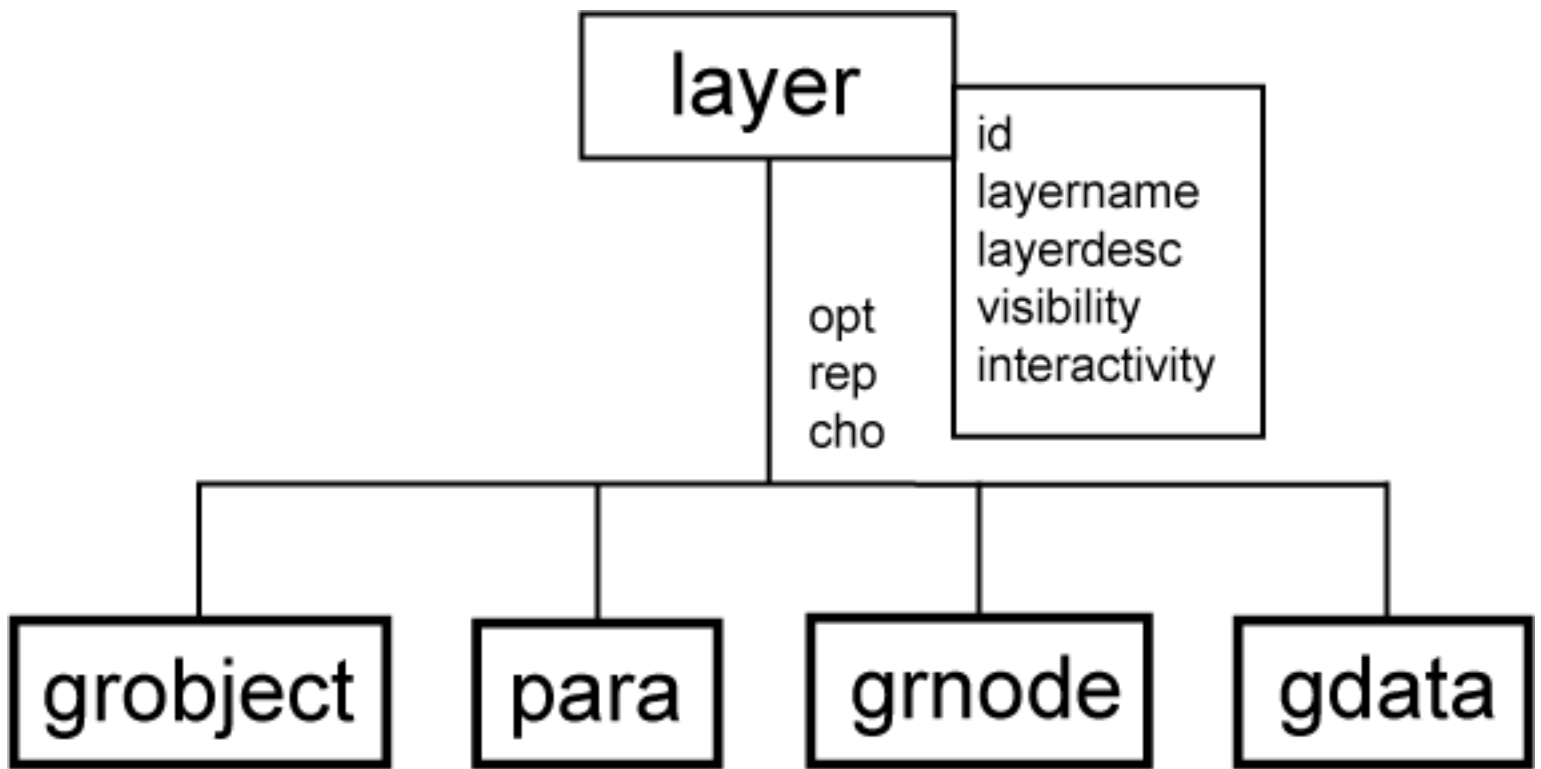 layer
id
layername
layerdesc
visibility
interactivity
opt
rep
cho
grobject
para
grnode
gdata